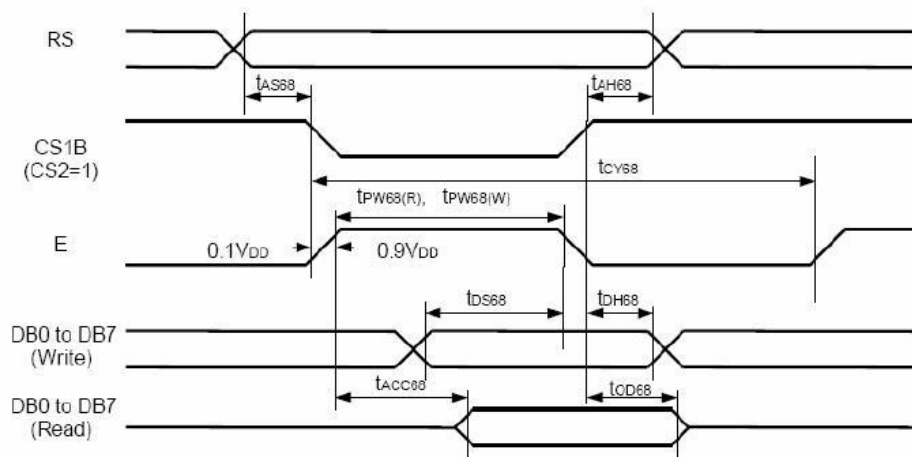 RS
tAS68
tAH68
CS1B
(CS2=1)
tCY68
tPW68(R), tPW68(W)
E
0.1VDD
0.9VDD
tDS68
tDH68
DB0 to DB7
(Write)
tACC68
tOD68
DB0 to DB7
(Read)